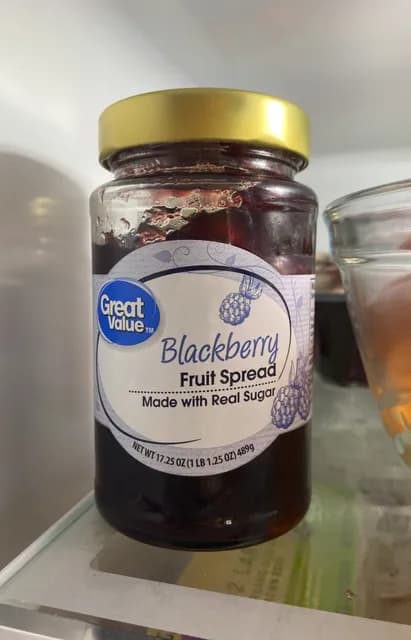 Great
Value™
Blackberry
Fruit Spread
Made with Real Sugar
NET WT 17.25 OZ (1 LB 1.25 OZ) 489g